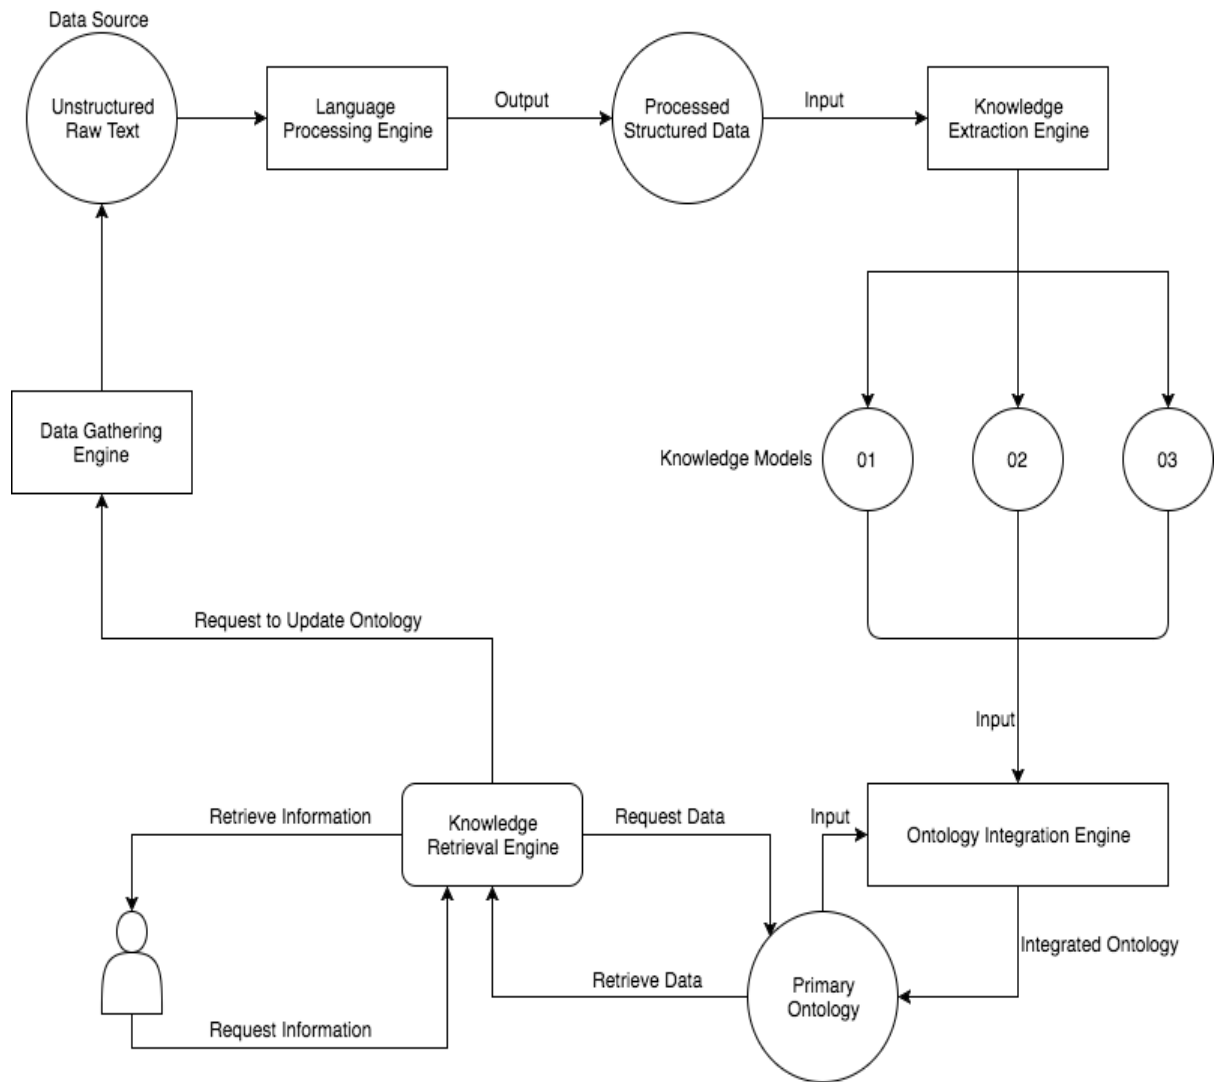 Data Source
Unstructured
Raw Text
Language
Processing Engine
Output
Processed
Structured Data
Input
Knowledge
Extraction Engine
Data Gathering
Engine
Knowledge Models
01
02
03
Request to Update Ontology
Input
Retrieve Information
Knowledge
Retrieval Engine
Request Data
Input
Ontology Integration Engine
Integrated Ontology
Retrieve Data
Primary
Ontology
Request Information